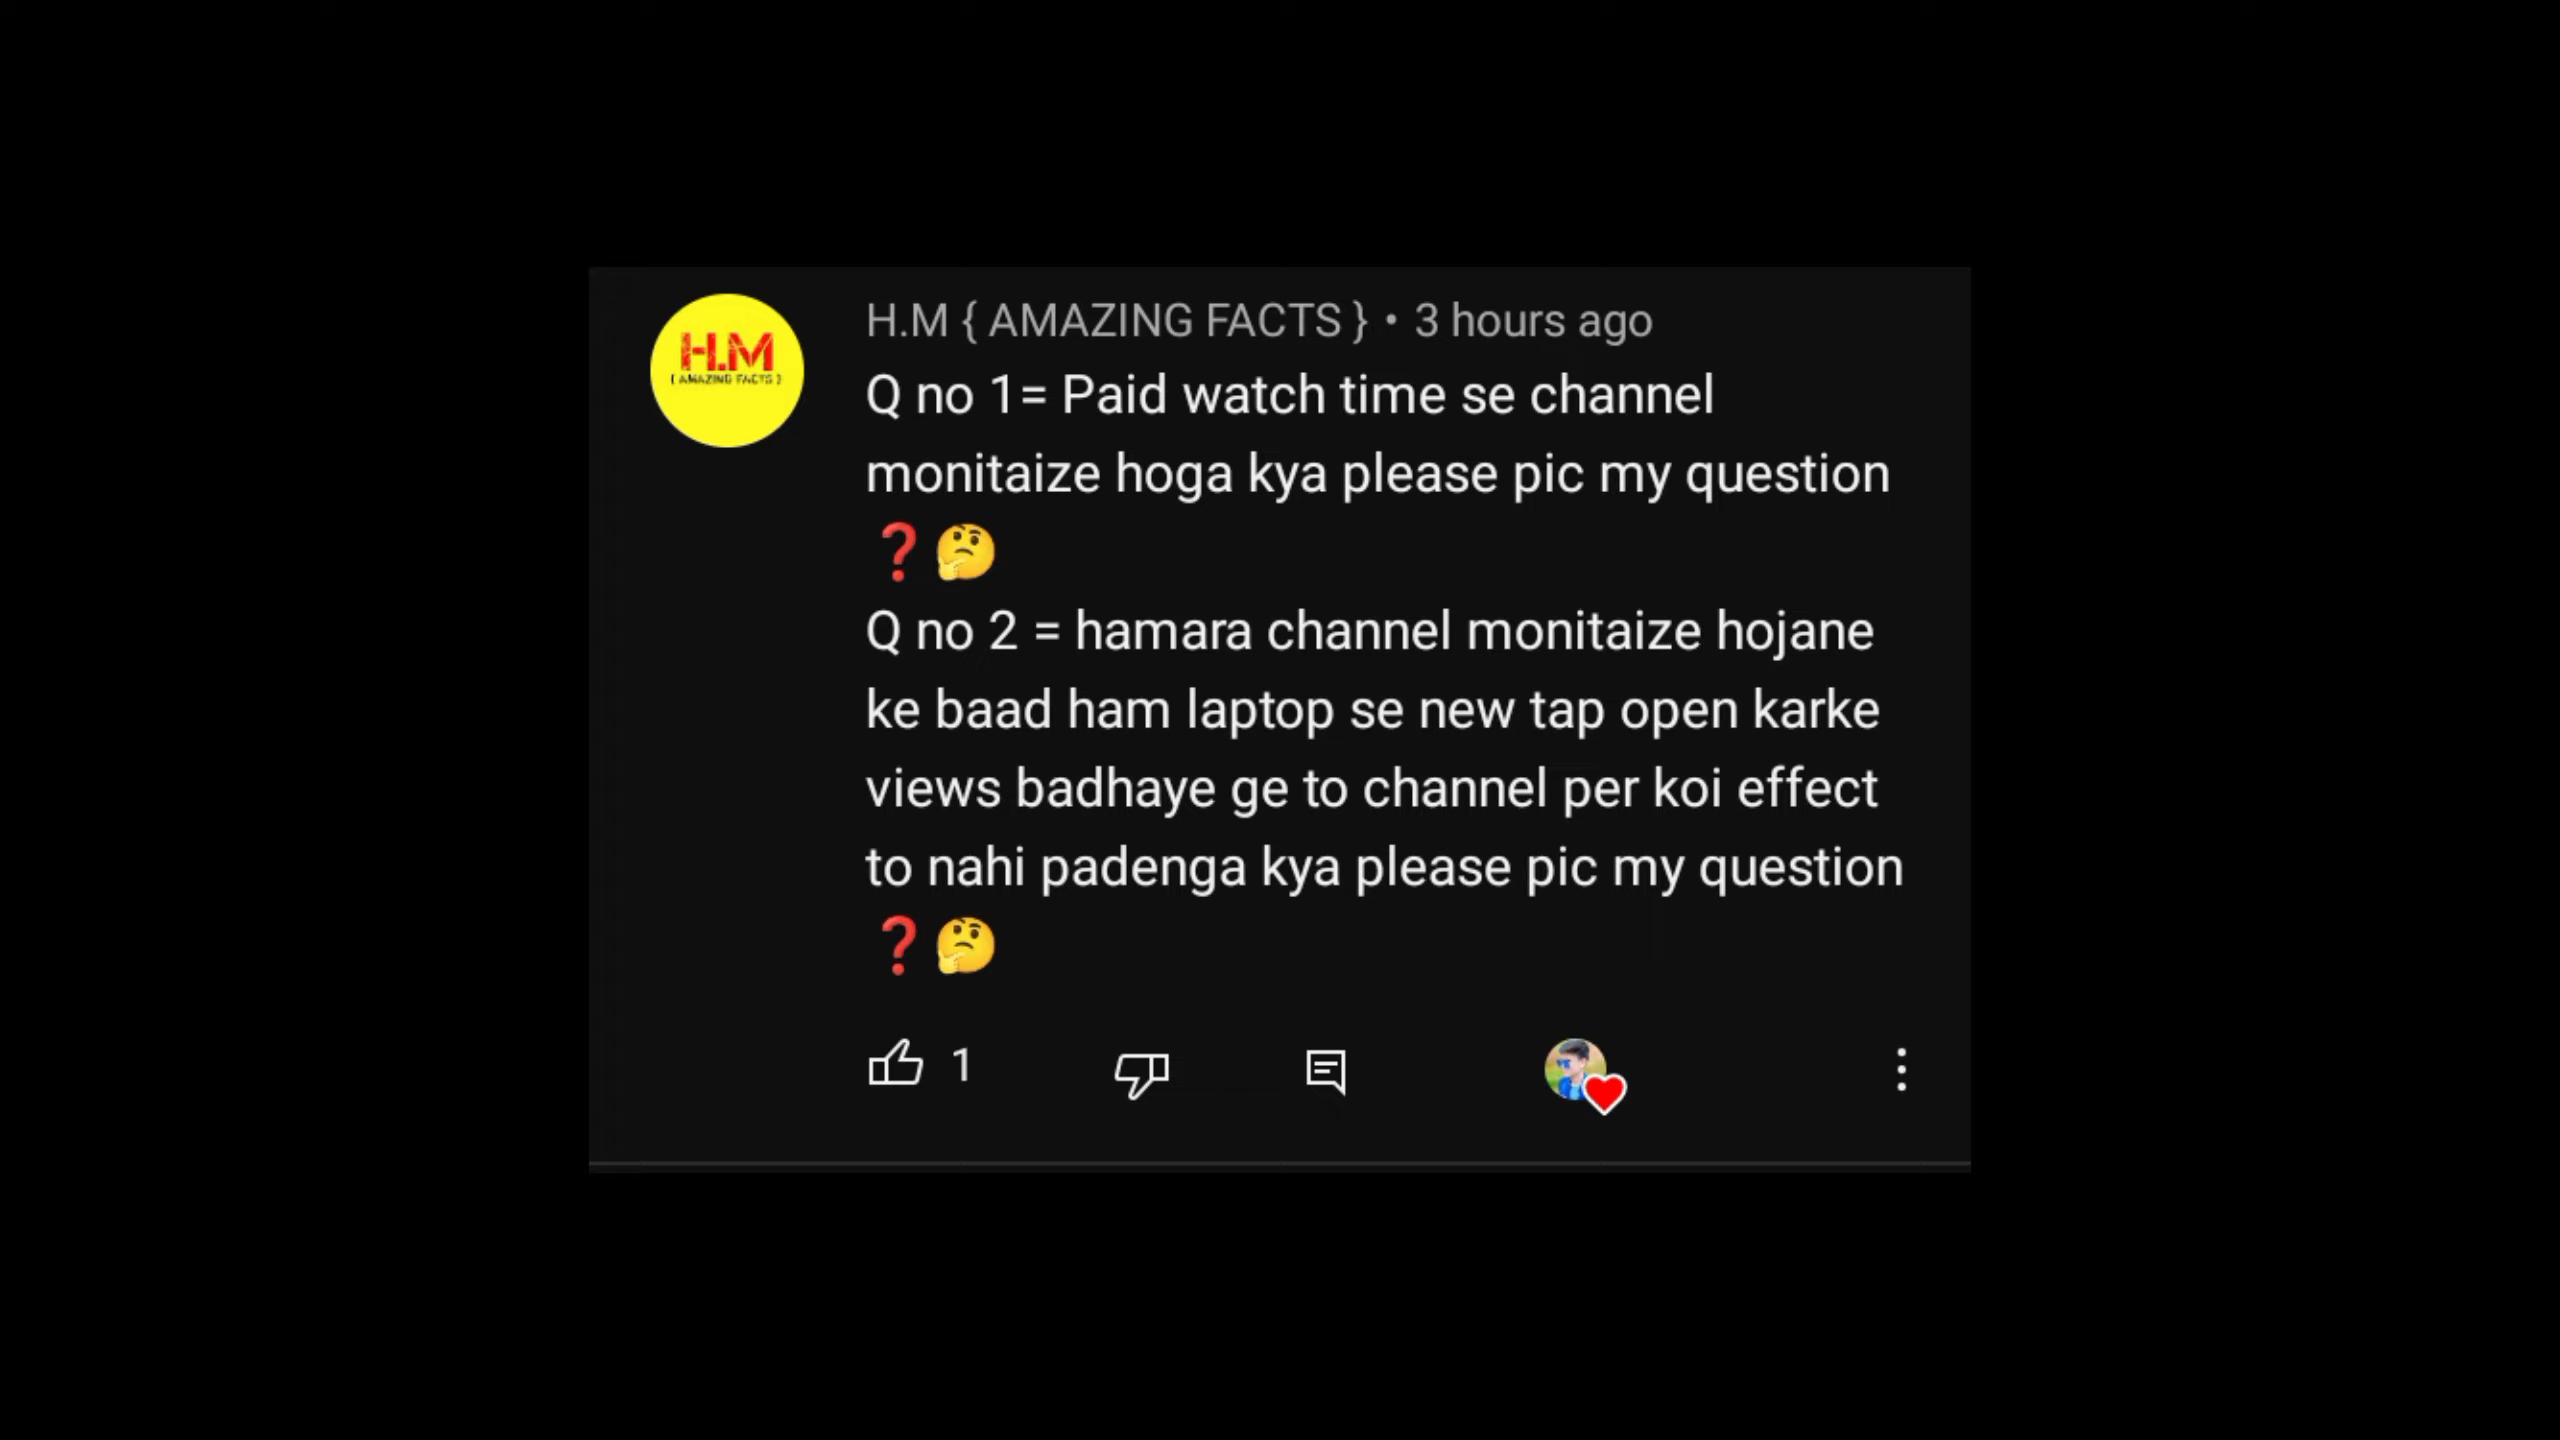 H.M { AMAZING FACTS } • 3 hours ago
H.M
{ AMAZING FACTS }
Q no 1= Paid watch time se channel
monitaize hoga kya please pic my question
❓🤔
Q no 2 = hamara channel monitaize hojane
ke baad ham laptop se new tap open karke
views badhaye ge to channel per koi effect
to nahi padenga kya please pic my question
❓🤔
1